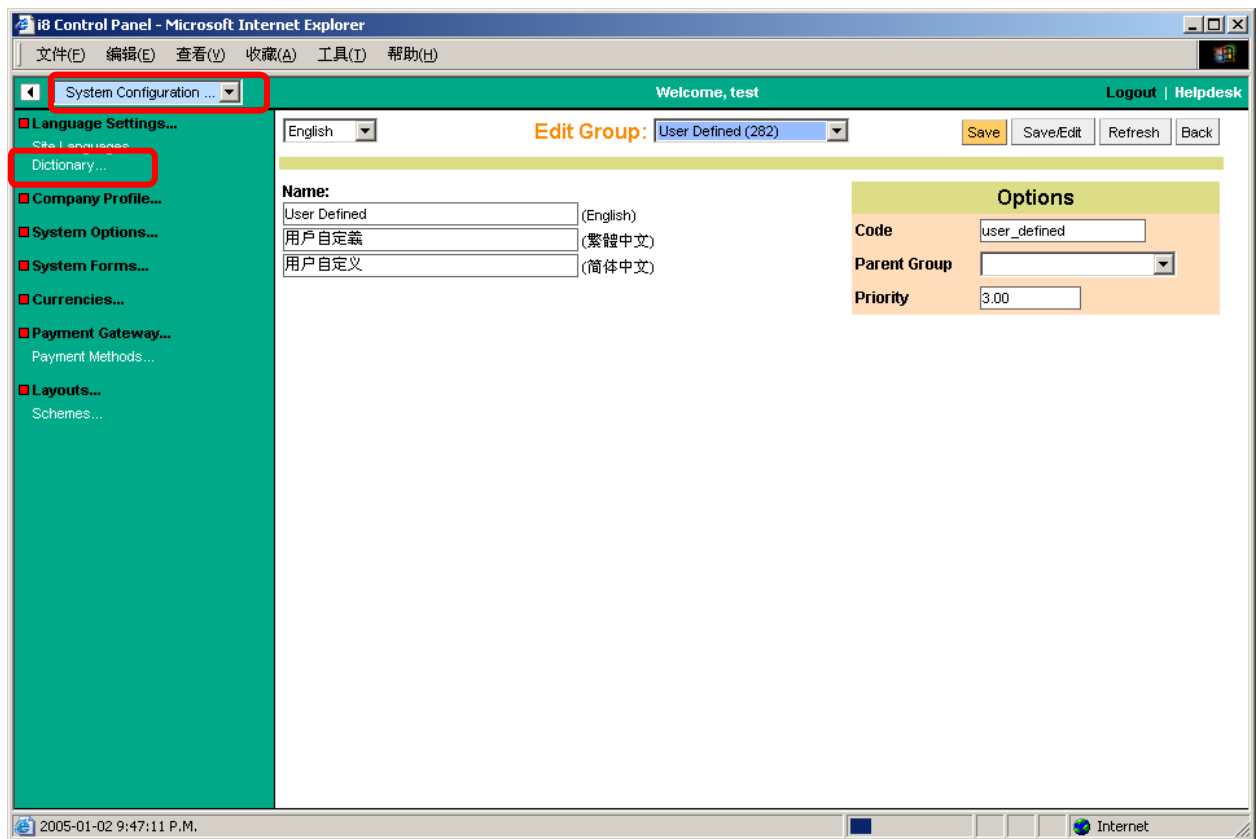 i8 Control Panel - Microsoft Internet Explorer
文件(F) 编辑(E) 查看(V) 收藏(A) 工具(T) 帮助(H)
System Configuration ... Welcome, test Logout | Helpdesk
Language Settings...
Site Languages
Dictionary...
Company Profile...
System Options...
System Forms...
Currencies...
Payment Gateway...
Payment Methods...
Layouts...
Schemes...
English Edit Group: User Defined (282) Save Save/Edit Refresh Back
Name:
User Defined (English)
用戶自定義 (繁體中文)
用户自定义 (简体中文)
Options
Code user_defined
Parent Group
Priority 3.00
2005-01-02 9:47:11 P.M. Internet